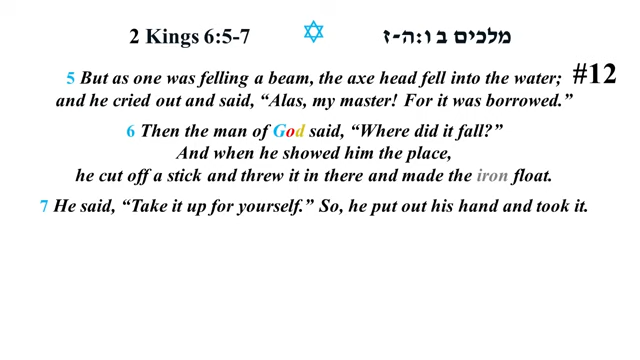 2 Kings 6:5-7 ✡ מלכים ב ו:ה-ז
#12
5 But as one was felling a beam, the axe head fell into the water;
and he cried out and said, “Alas, my master! For it was borrowed.”
6 Then the man of God said, “Where did it fall?”
And when he showed him the place,
he cut off a stick and threw it in there and made the iron float.
7 He said, “Take it up for yourself.” So, he put out his hand and took it.